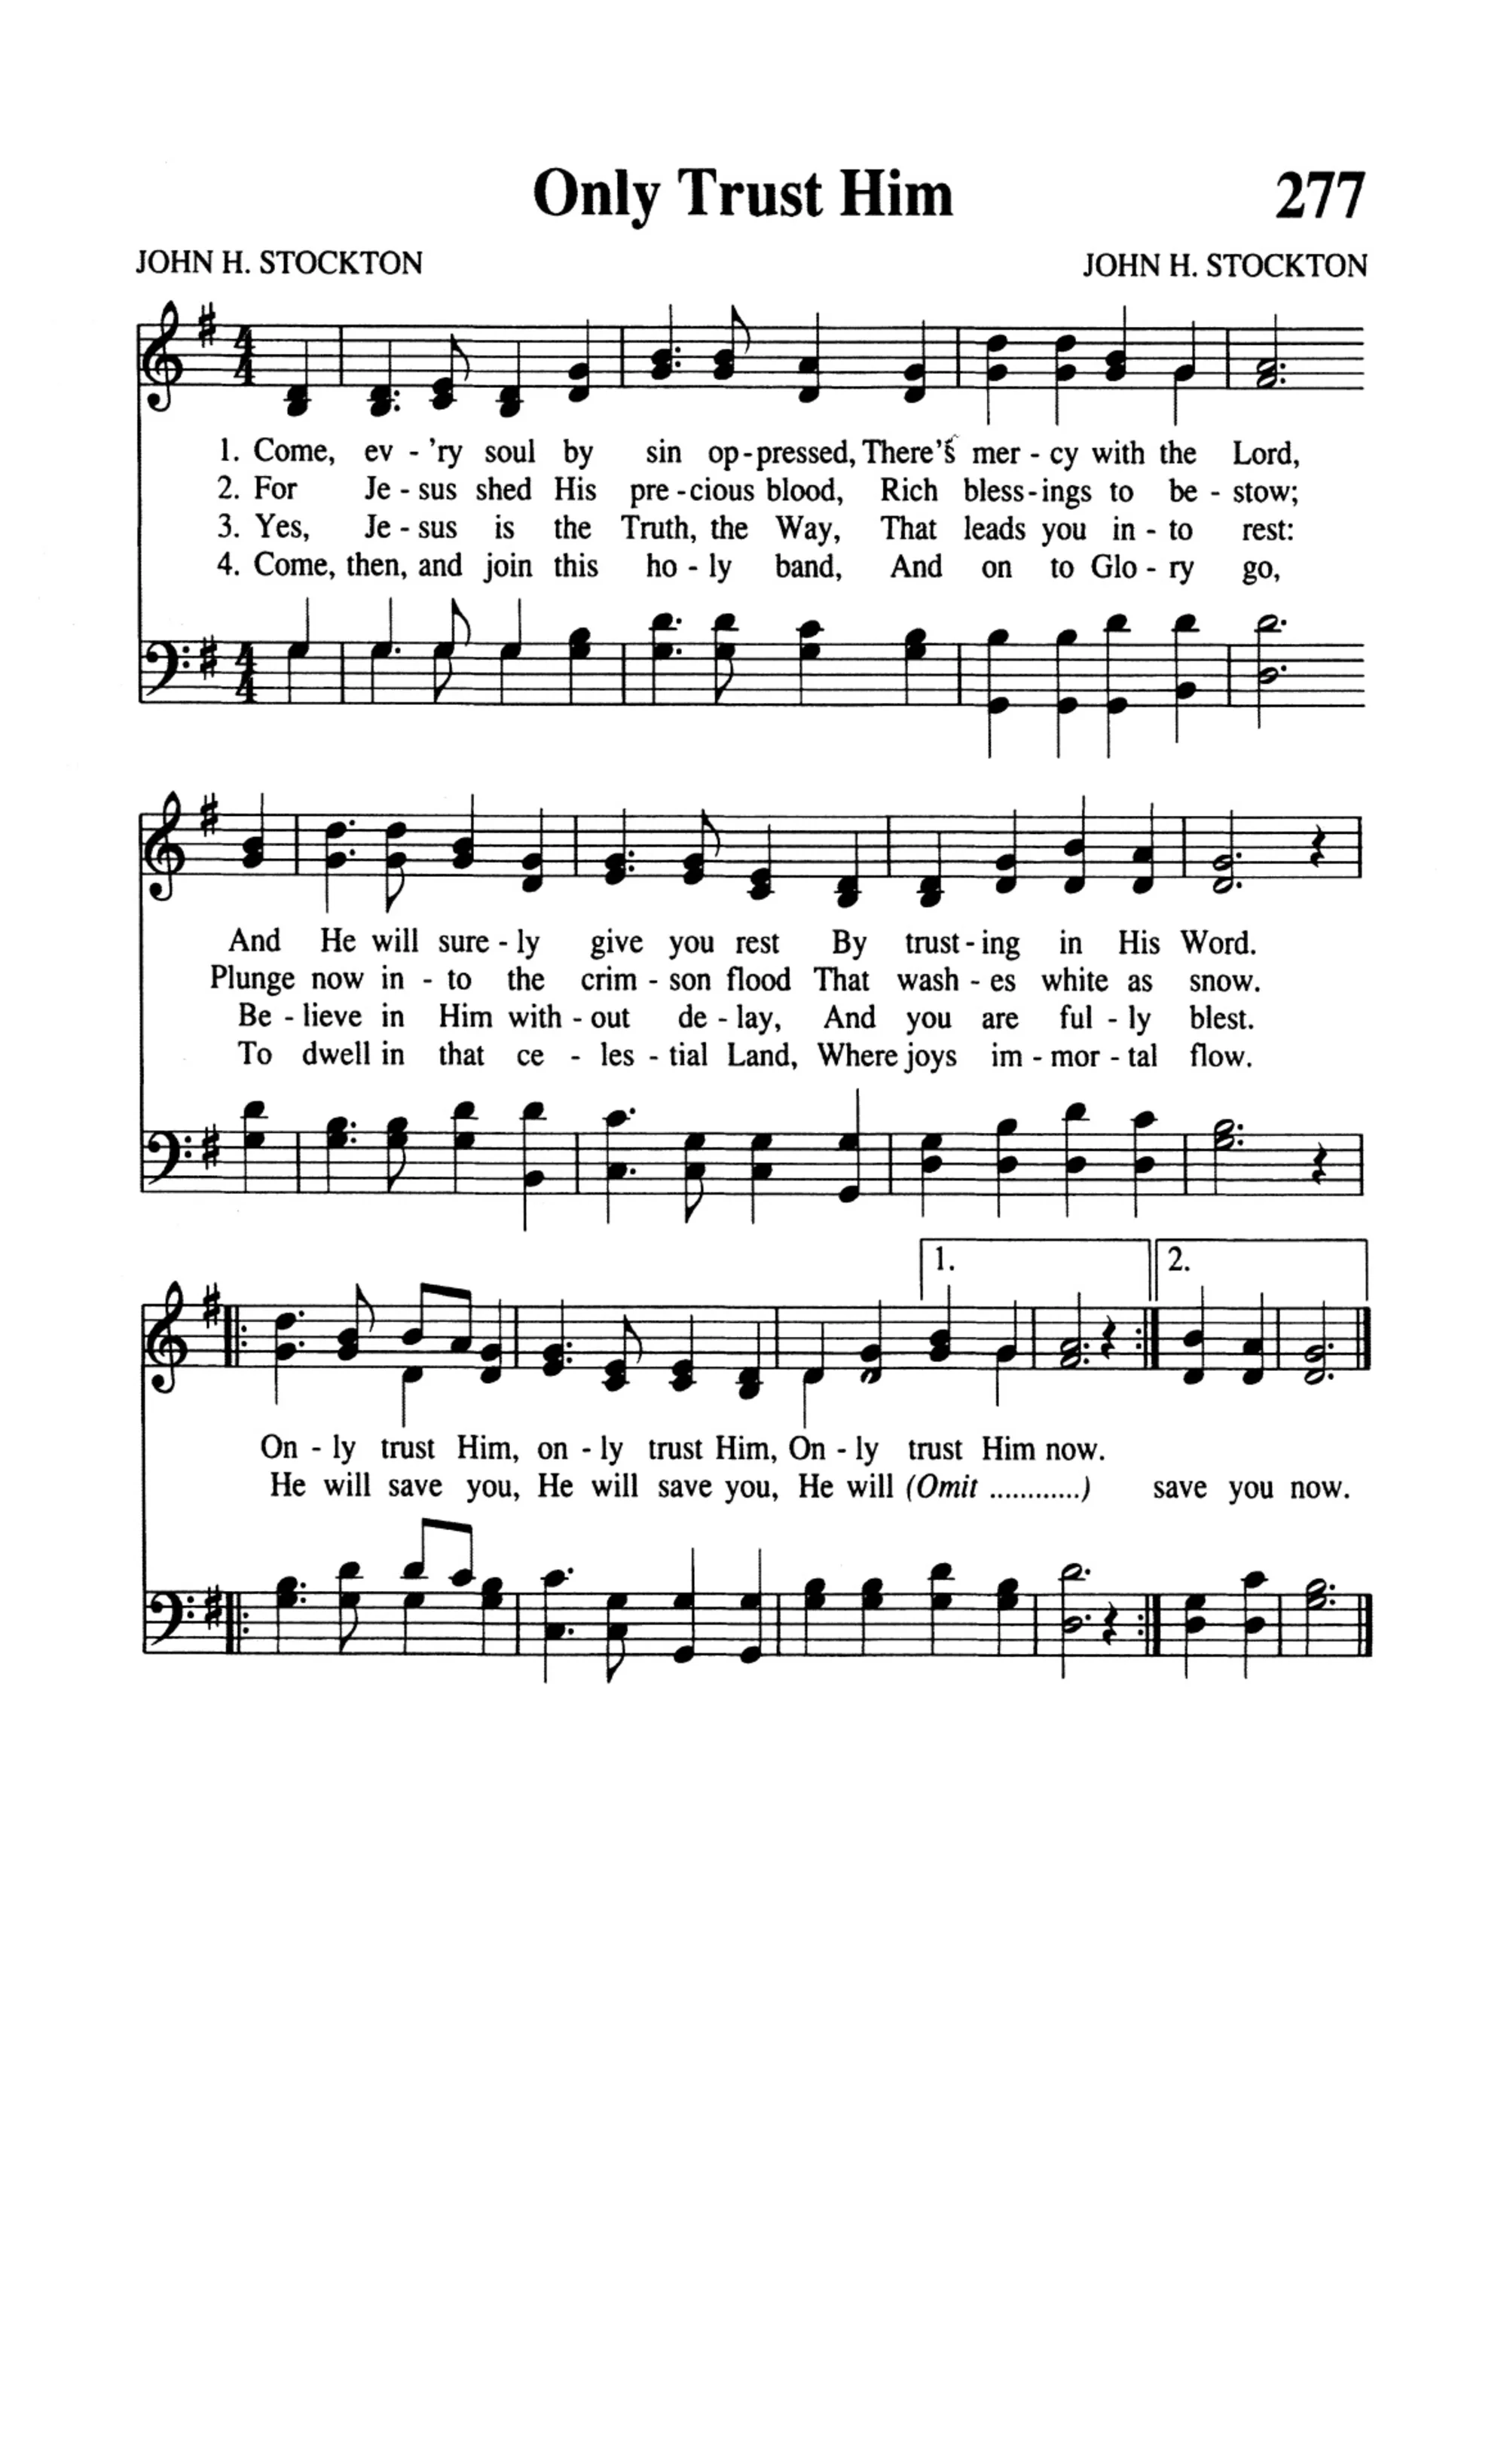 Only Trust Him 277
JOHN H. STOCKTON JOHN H. STOCKTON
4 4
1. Come, ev - 'ry soul by sin op - pressed, There's mer - cy with the Lord,
2. For Je - sus shed His pre - cious blood, Rich bless - ings to be - stow;
3. Yes, Je - sus is the Truth, the Way, That leads you in - to rest:
4. Come, then, and join this ho - ly band, And on to Glo - ry go,
4 4
And He will sure - ly give you rest By trust - ing in His Word.
Plunge now in - to the crim - son flood That wash - es white as snow.
Be - lieve in Him with - out de - lay, And you are ful - ly blest.
To dwell in that ce - les - tial Land, Where joys im - mor - tal flow.
1. 2.
On - ly trust Him, on - ly trust Him, On - ly trust Him now.
He will save you, He will save you, He will (Omit ............) save you now.